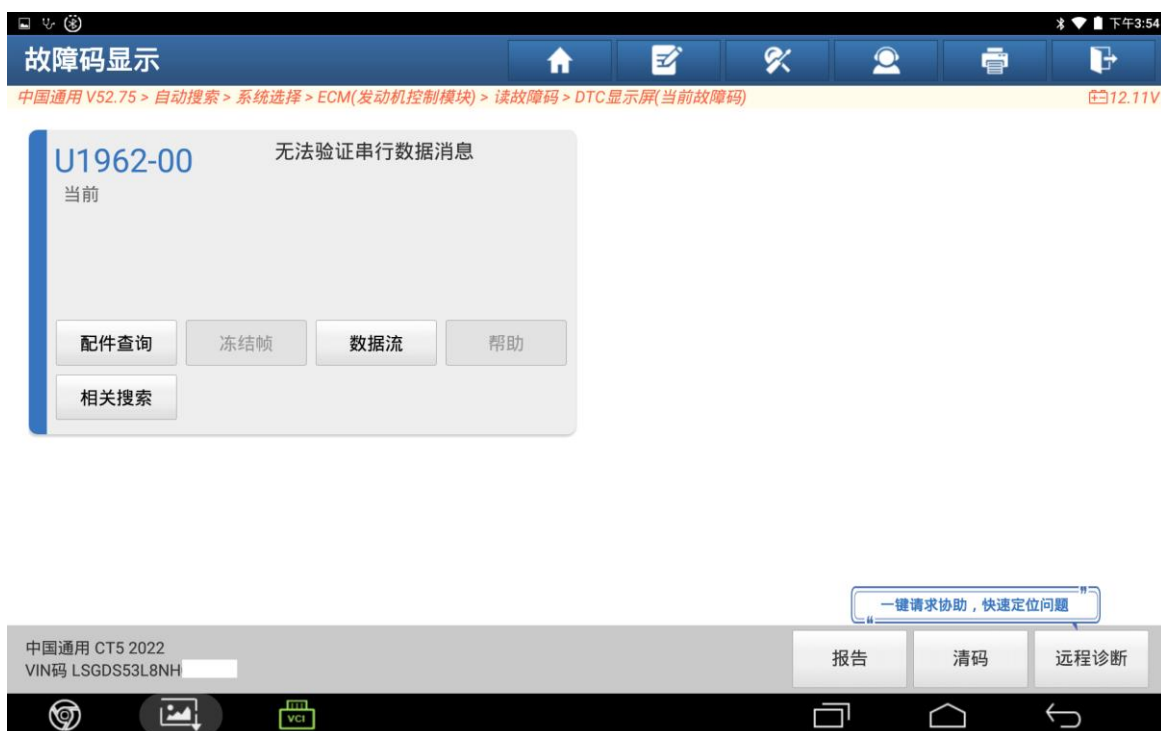 下午3:54
故障码显示
中国通用 V52.75 > 自动搜索 > 系统选择 > ECM(发动机控制模块) > 读故障码 > DTC显示屏(当前故障码)
12.11V
U1962-00
无法验证串行数据消息
当前
配件查询
冻结帧
数据流
帮助
相关搜索
一键请求协助，快速定位问题
中国通用 CT5 2022
VIN码 LSGDS53L8NH
报告
清码
远程诊断
VCI